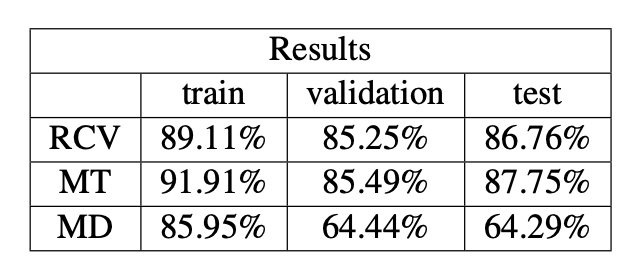 Results
train validation test
RCV 89.11% 85.25% 86.76%
MT 91.91% 85.49% 87.75%
MD 85.95% 64.44% 64.29%